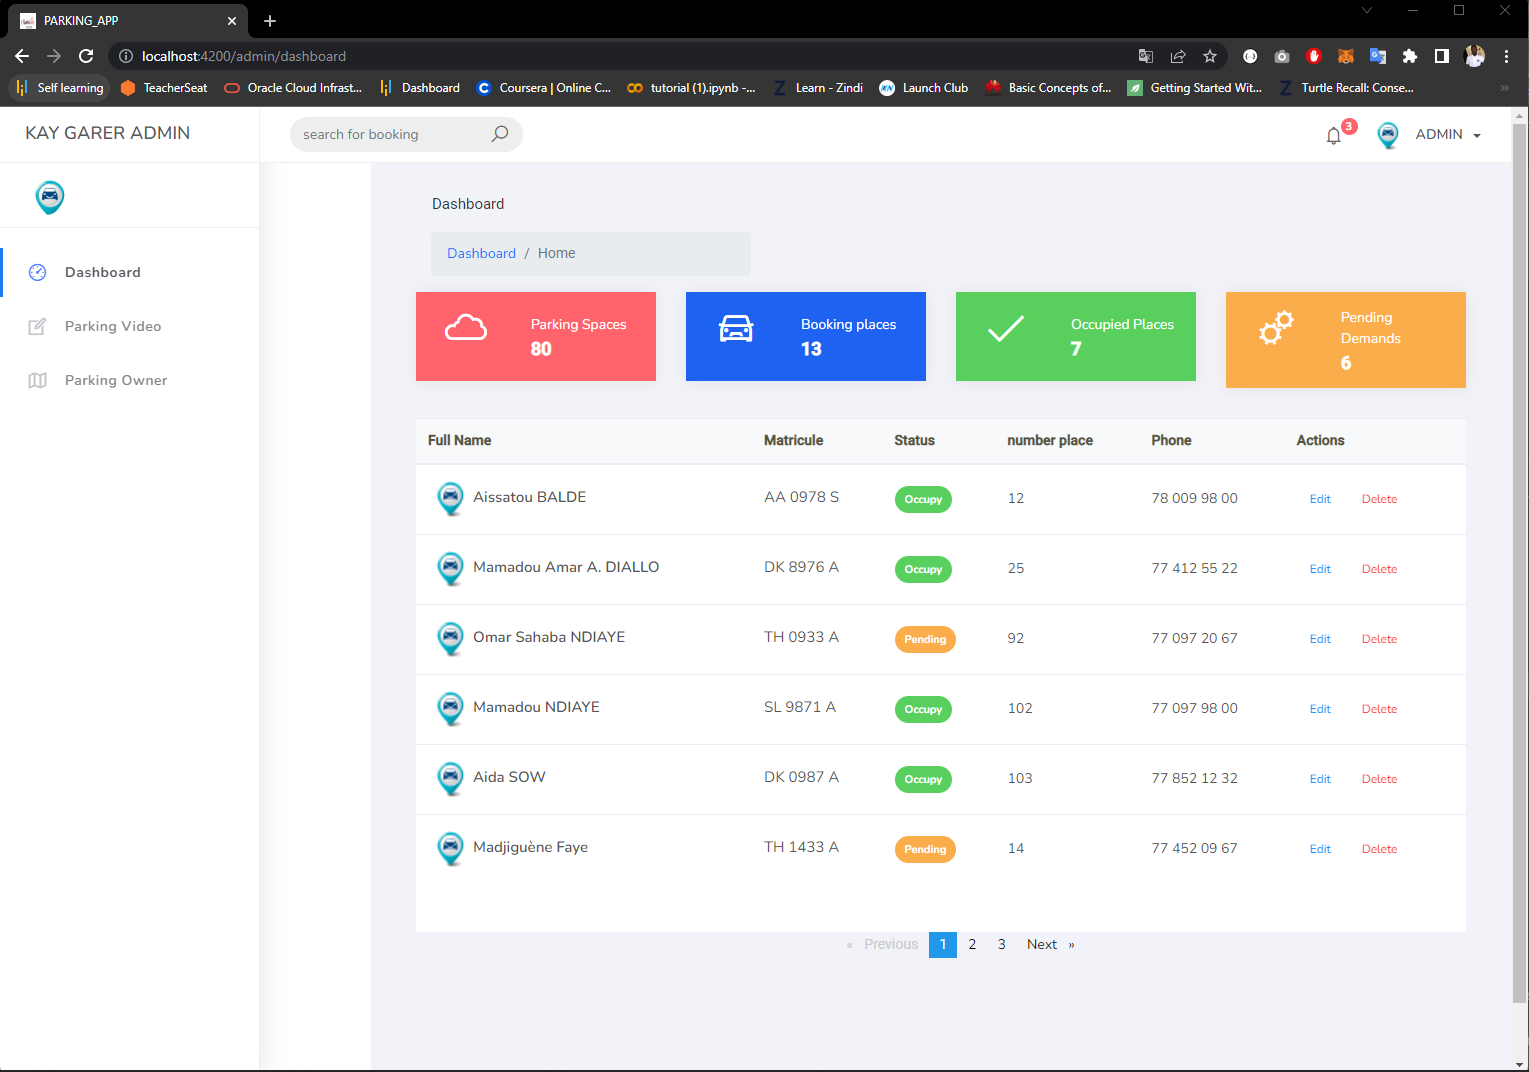 PARKING_APP
localhost:4200/admin/dashboard
Self learning TeacherSeat Oracle Cloud Infrast... Dashboard Coursera | Online C... tutorial (1).ipynb -... Learn - Zindi Launch Club Basic Concepts of... Getting Started Wit... Turtle Recall: Conse... »
KAY GARER ADMIN
search for booking
3
ADMIN
Dashboard
Parking Video
Parking Owner
Dashboard
Dashboard / Home
Parking Spaces
80
Booking places
13
Occupied Places
7
Pending
Demands
6
Full Name Matricule Status number place Phone Actions
Aissatou BALDE AA 0978 S Occupy 12 78 009 98 00 Edit Delete
Mamadou Amar A. DIALLO DK 8976 A Occupy 25 77 412 55 22 Edit Delete
Omar Sahaba NDIAYE TH 0933 A Pending 92 77 097 20 67 Edit Delete
Mamadou NDIAYE SL 9871 A Occupy 102 77 097 98 00 Edit Delete
Aida SOW DK 0987 A Occupy 103 77 852 12 32 Edit Delete
Madjiguène Faye TH 1433 A Pending 14 77 452 09 67 Edit Delete
« Previous 1 2 3 Next »